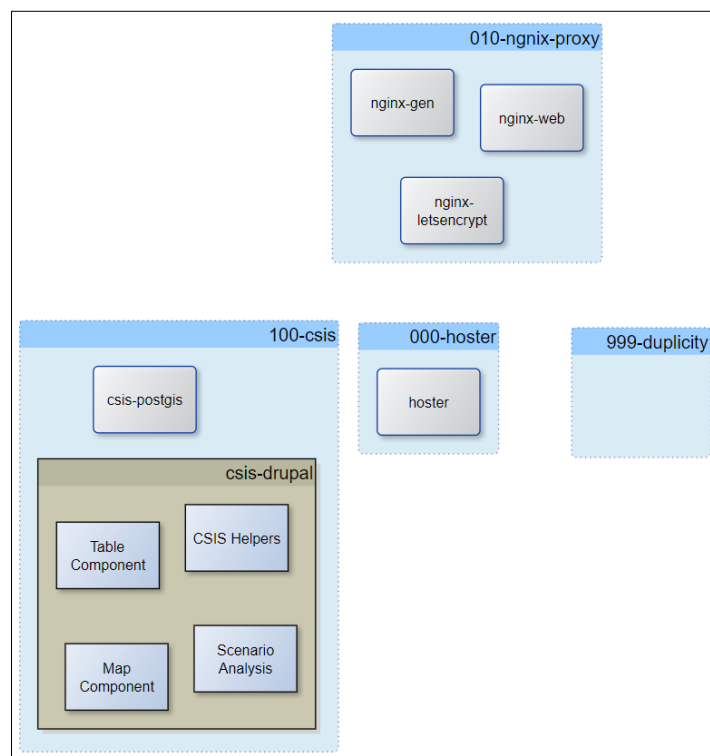 010-ngnix-proxy
nginx-gen
nginx-web
nginx-
letsencrypt
100-csis
csis-postgis
csis-drupal
Table
Component
CSIS Helpers
Map
Component
Scenario
Analysis
000-hoster
hoster
999-duplicity